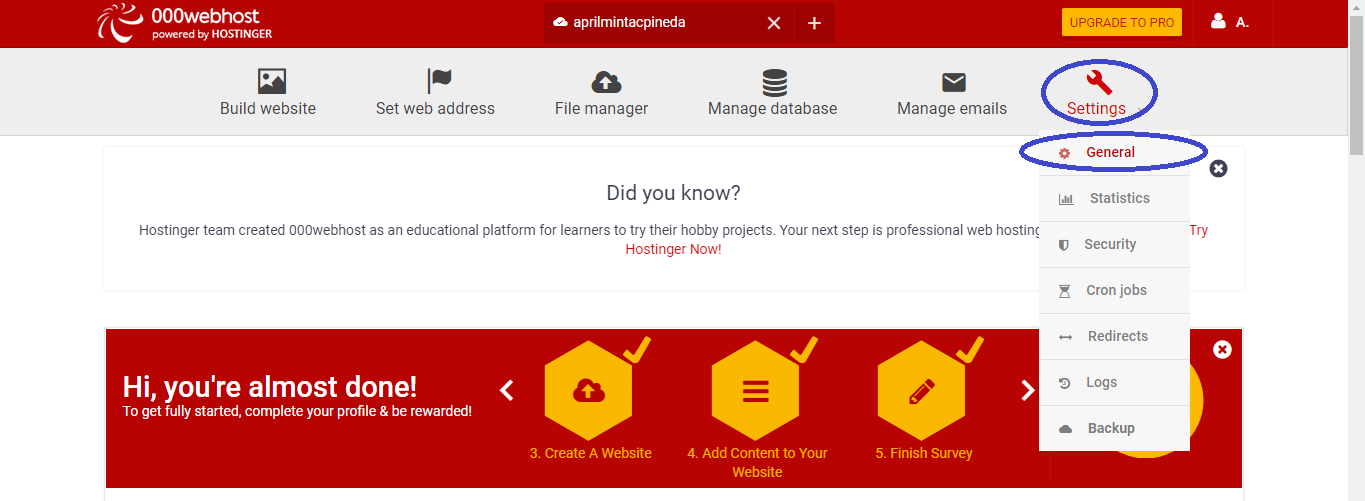 000webhost
powered by HOSTINGER
aprilmintacpineda
UPGRADE TO PRO
A.
Build website
Set web address
File manager
Manage database
Manage emails
Settings
General
Statistics
Security
Cron jobs
Redirects
Logs
Backup
Did you know?
Hostinger team created 000webhost as an educational platform for learners to try their hobby projects. Your next step is professional web hosting Try
Hostinger Now!
Hi, you're almost done!
To get fully started, complete your profile & be rewarded!
3. Create A Website
4. Add Content to Your
Website
5. Finish Survey